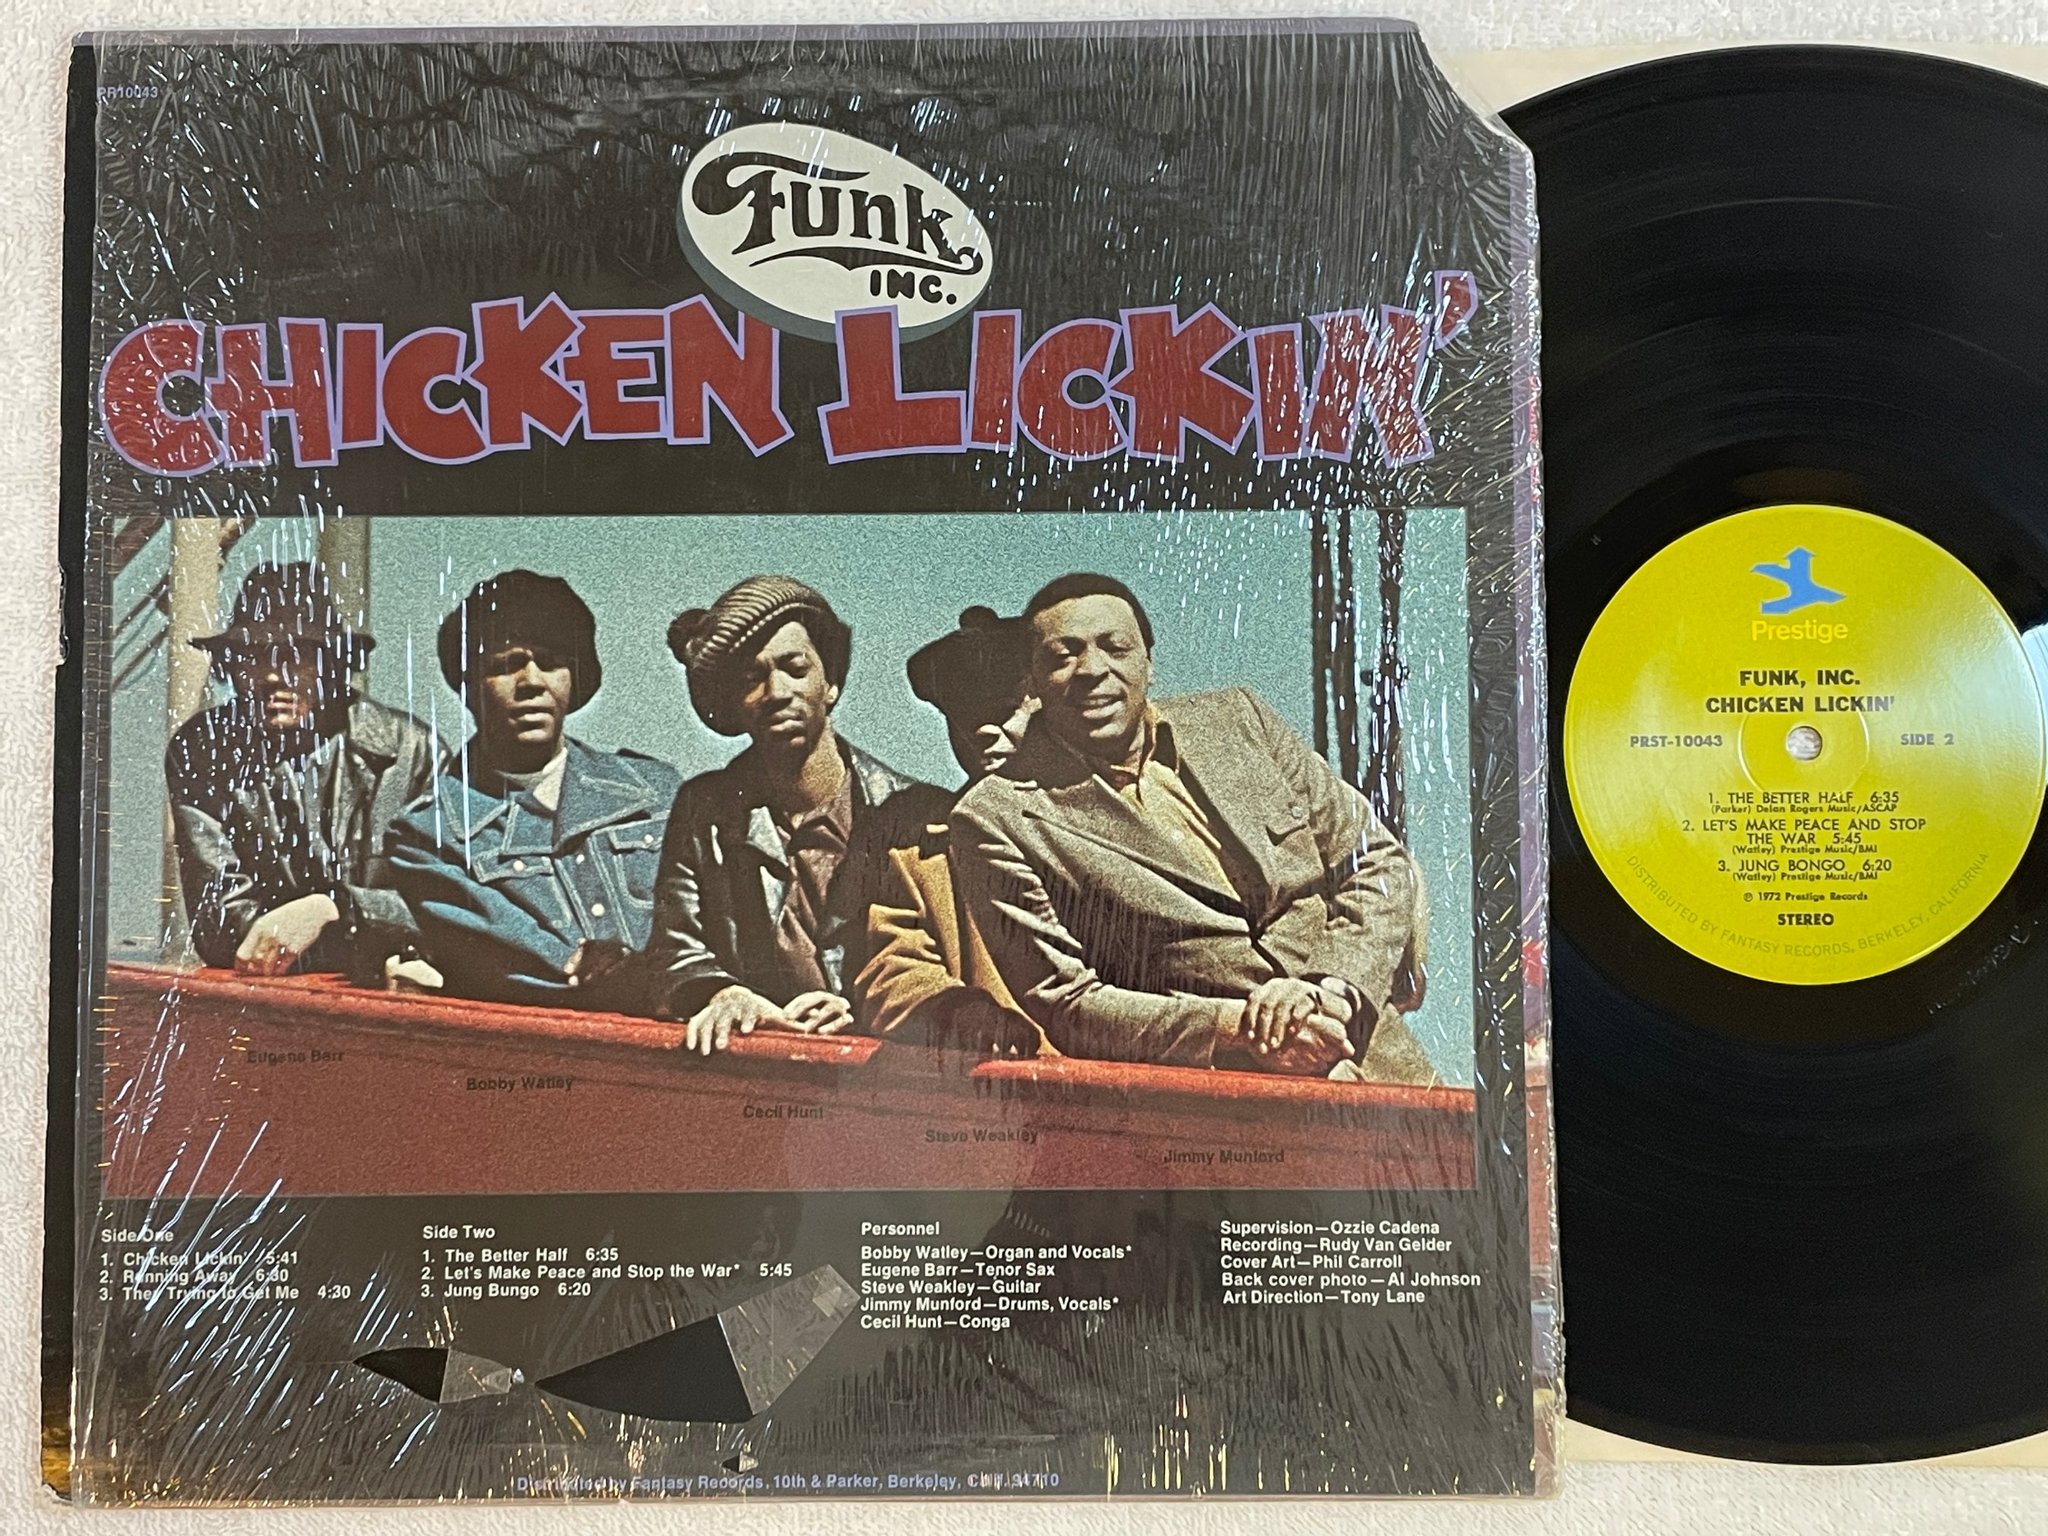 PR10043
Funk
INC.
CHICKEN LICKIN'
Eugene Barr
Bobby Watley
Cecil Hunt
Steve Weakley
Jimmy Munford
Side One
1. Chicken Lickin' 5:41
2. Running Away 6:30
3. They Trying to Get Me 4:30
Side Two
1. The Better Half 6:35
2. Let's Make Peace and Stop the War* 5:45
3. Jung Bungo 6:20
Personnel
Bobby Watley—Organ and Vocals*
Eugene Barr—Tenor Sax
Steve Weakley—Guitar
Jimmy Munford—Drums, Vocals*
Cecil Hunt—Conga
Supervision—Ozzie Cadena
Recording—Rudy Van Gelder
Cover Art—Phil Carroll
Back cover photo—Al Johnson
Art Direction—Tony Lane
Distributed by Fantasy Records, 10th & Parker, Berkeley, Calif. 94710
Prestige
FUNK, INC.
CHICKEN LICKIN'
PRST-10043
SIDE 2
1. THE BETTER HALF 6:35
(Parker) Delan Rogers Music/ASCAP
2. LET'S MAKE PEACE AND STOP
THE WAR 5:45
(Watley) Prestige Music/BMI
3. JUNG BONGO 6:20
(Watley) Prestige Music/BMI
℗ 1972 Prestige Records
STEREO
DISTRIBUTED BY FANTASY RECORDS, BERKELEY, CALIFORNIA